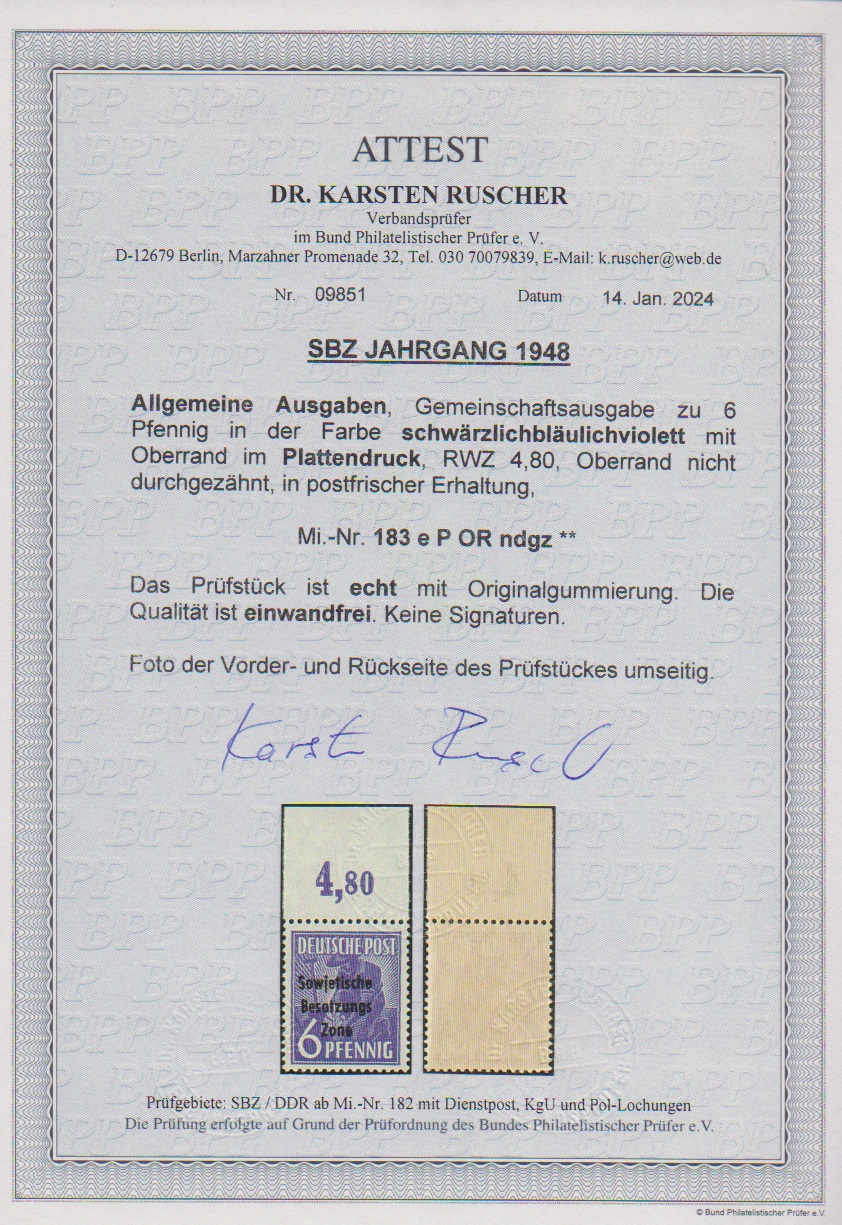 ATTEST
DR. KARSTEN RUSCHER
Verbandsprüfer
im Bund Philatelistischer Prüfer e. V.
D-12679 Berlin, Marzahner Promenade 32, Tel. 030 70079839, E-Mail: k.ruscher@web.de
Nr. 09851 Datum 14. Jan. 2024
SBZ JAHRGANG 1948
Allgemeine Ausgaben, Gemeinschaftsausgabe zu 6
Pfennig in der Farbe schwärzlichbläulichviolett mit
Oberrand im Plattendruck, RWZ 4,80, Oberrand nicht
durchgezähnt, in postfrischer Erhaltung,
Mi.-Nr. 183 e P OR ndgz **
Das Prüfstück ist echt mit Originalgummierung. Die
Qualität ist einwandfrei. Keine Signaturen.
Foto der Vorder- und Rückseite des Prüfstückes umseitig.
Karsten Ruscher
4,80
DEUTSCHE POST
Sowjetische
Besatzungs
Zone
6 PFENNIG
Prüfgebiete: SBZ / DDR ab Mi.-Nr. 182 mit Dienstpost, KgU und Pol-Lochungen
Die Prüfung erfolgte auf Grund der Prüfordnung des Bundes Philatelistischer Prüfer e.V.
© Bund Philatelistischer Prüfer e.V.